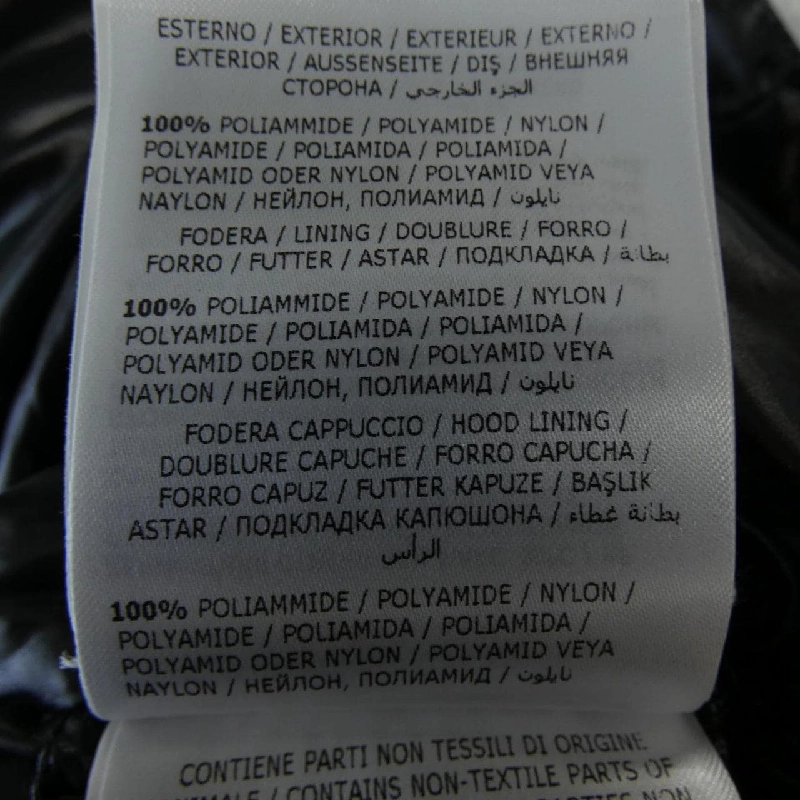 ESTERNO / EXTERIOR / EXTERIEUR / EXTERNO /
EXTERIOR / AUSSENSEITE / DIŞ / ВНЕШНЯЯ
СТОРОНА / الجزء الخارجي
100% POLIAMMIDE / POLYAMIDE / NYLON /
POLYAMIDE / POLIAMIDA / POLIAMIDA /
POLYAMID ODER NYLON / POLYAMID VEYA
NAYLON / НЕЙЛОН, ПОЛИАМИД / نايلون
FODERA / LINING / DOUBLURE / FORRO /
FORRO / FUTTER / ASTAR / ПОДКЛАДКА / بطانة
100% POLIAMMIDE / POLYAMIDE / NYLON /
POLYAMIDE / POLIAMIDA / POLIAMIDA /
POLYAMID ODER NYLON / POLYAMID VEYA
NAYLON / НЕЙЛОН, ПОЛИАМИД / نايلون
FODERA CAPPUCCIO / HOOD LINING /
DOUBLURE CAPUCHE / FORRO CAPUCHA /
FORRO CAPUZ / FUTTER KAPUZE / BAŞLIK
ASTAR / ПОДКЛАДКА КАПЮШОНА / بطانة غطاء
الرأس
100% POLIAMMIDE / POLYAMIDE / NYLON /
POLYAMIDE / POLIAMIDA / POLIAMIDA /
POLYAMID ODER NYLON / POLYAMID VEYA
NAYLON / НЕЙЛОН, ПОЛИАМИД / نايلون
CONTIENE PARTI NON TESSILI DI ORIGINE
/ CONTAINS NON-TEXTILE PARTS OF